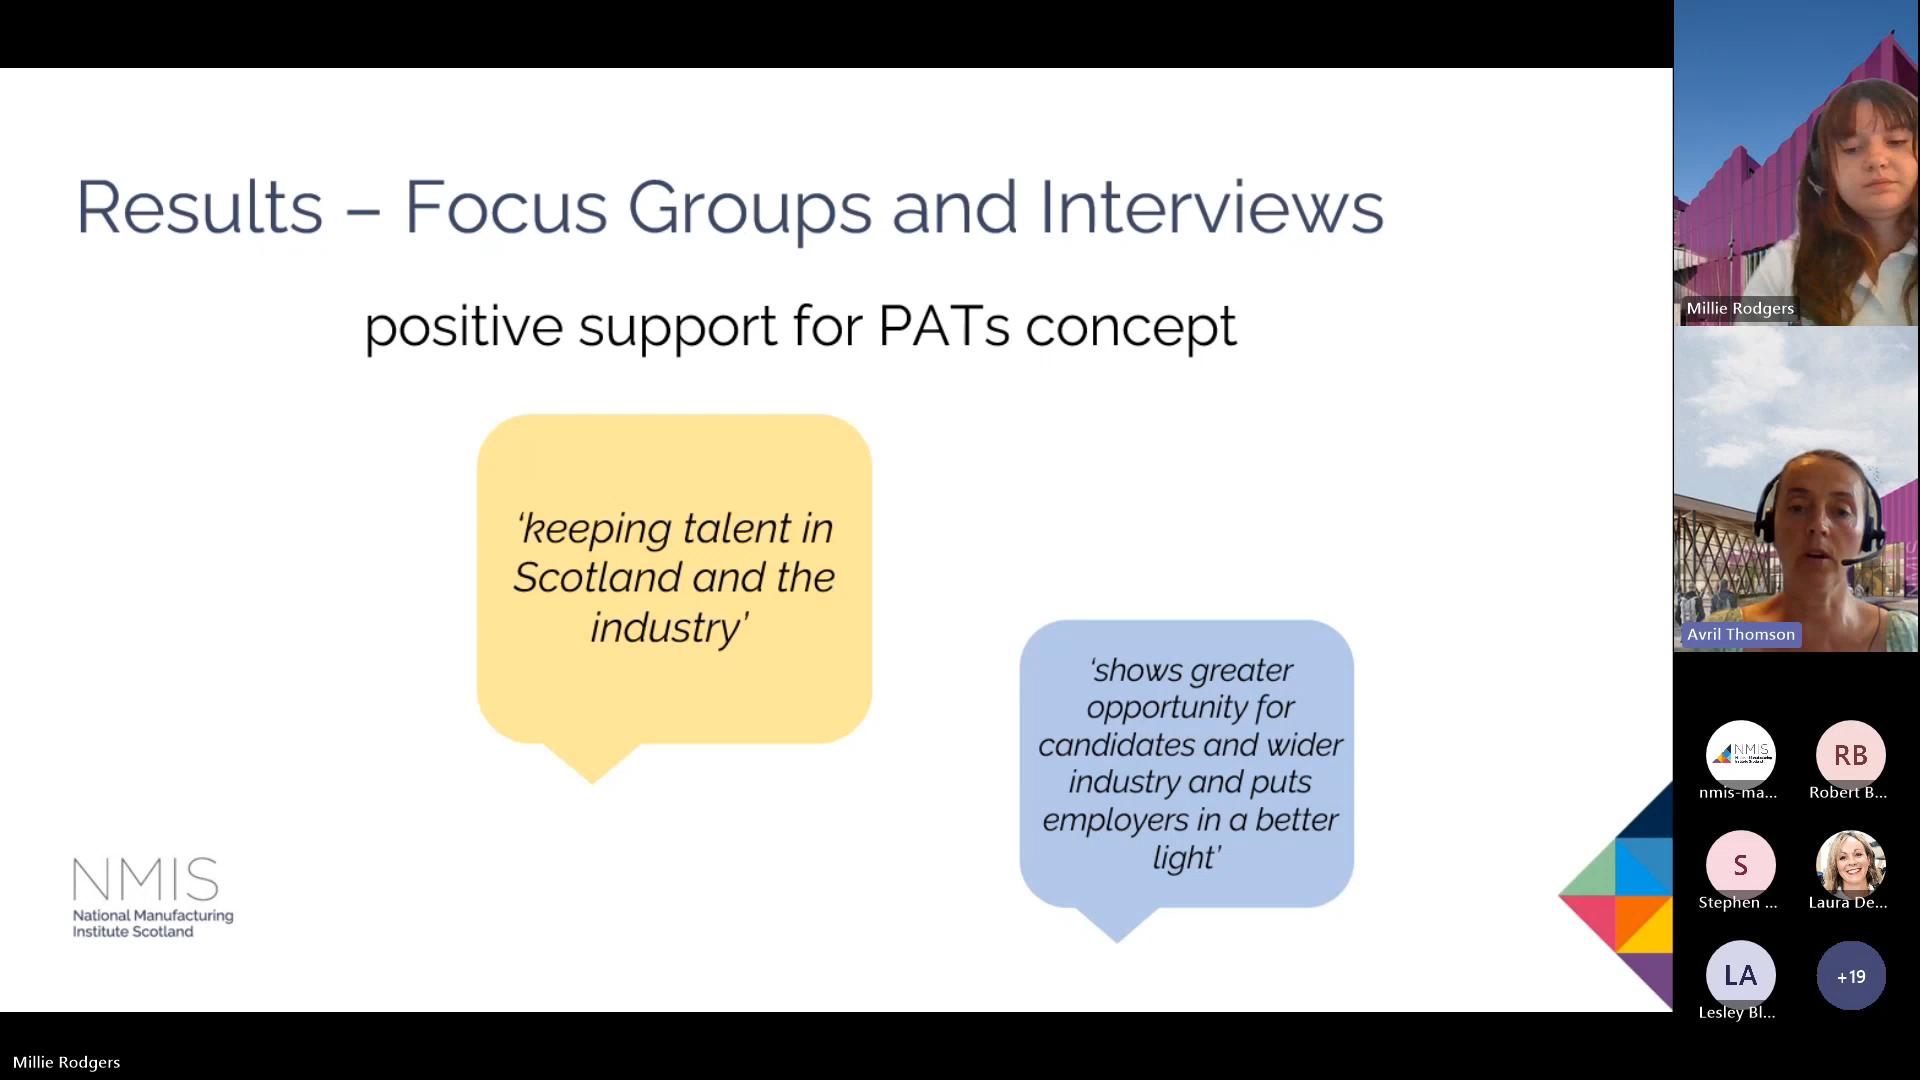 Results – Focus Groups and Interviews
positive support for PATs concept
‘keeping talent in
Scotland and the
industry’
‘shows greater
opportunity for
candidates and wider
industry and puts
employers in a better
light’
NMIS
National Manufacturing
Institute Scotland
Millie Rodgers
Avril Thomson
NMIS
nmis-ma...
RB
Robert B...
S
Stephen ...
Laura De...
LA
Lesley Bl...
+19
Millie Rodgers